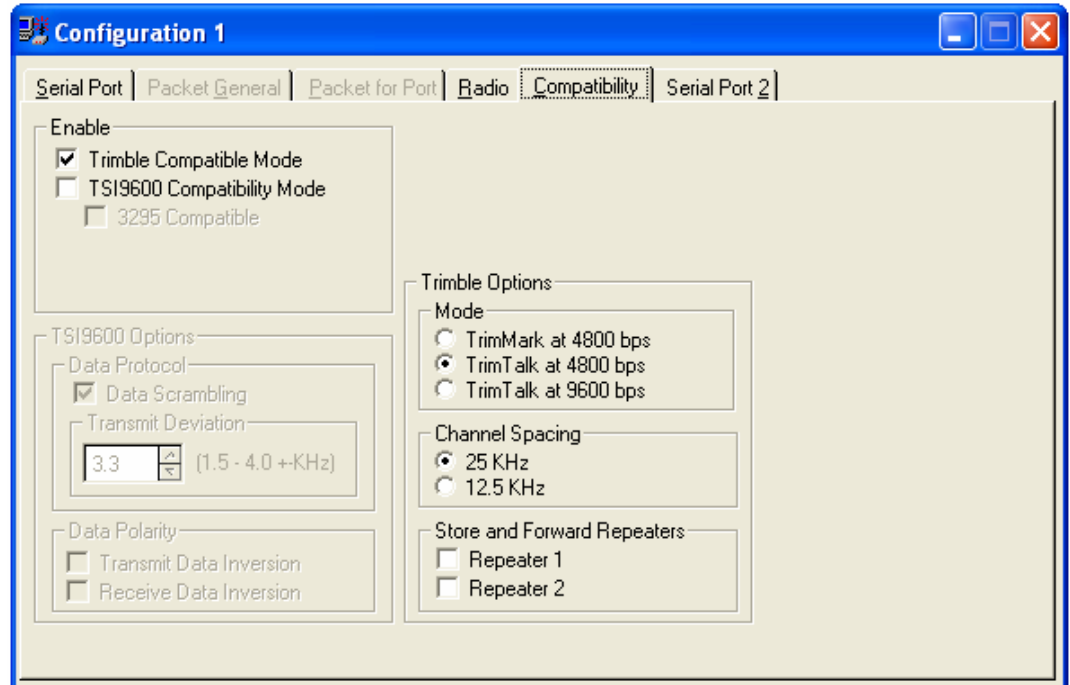 Configuration 1
Serial Port Packet General Packet for Port Radio Compatibility Serial Port 2
Enable
Trimble Compatible Mode
TSI9600 Compatibility Mode
3295 Compatible
TSI9600 Options
Data Protocol
Data Scrambling
Transmit Deviation
3.3 (1.5 - 4.0 +-KHz)
Data Polarity
Transmit Data Inversion
Receive Data Inversion
Trimble Options
Mode
TrimMark at 4800 bps
TrimTalk at 4800 bps
TrimTalk at 9600 bps
Channel Spacing
25 KHz
12.5 KHz
Store and Forward Repeaters
Repeater 1
Repeater 2